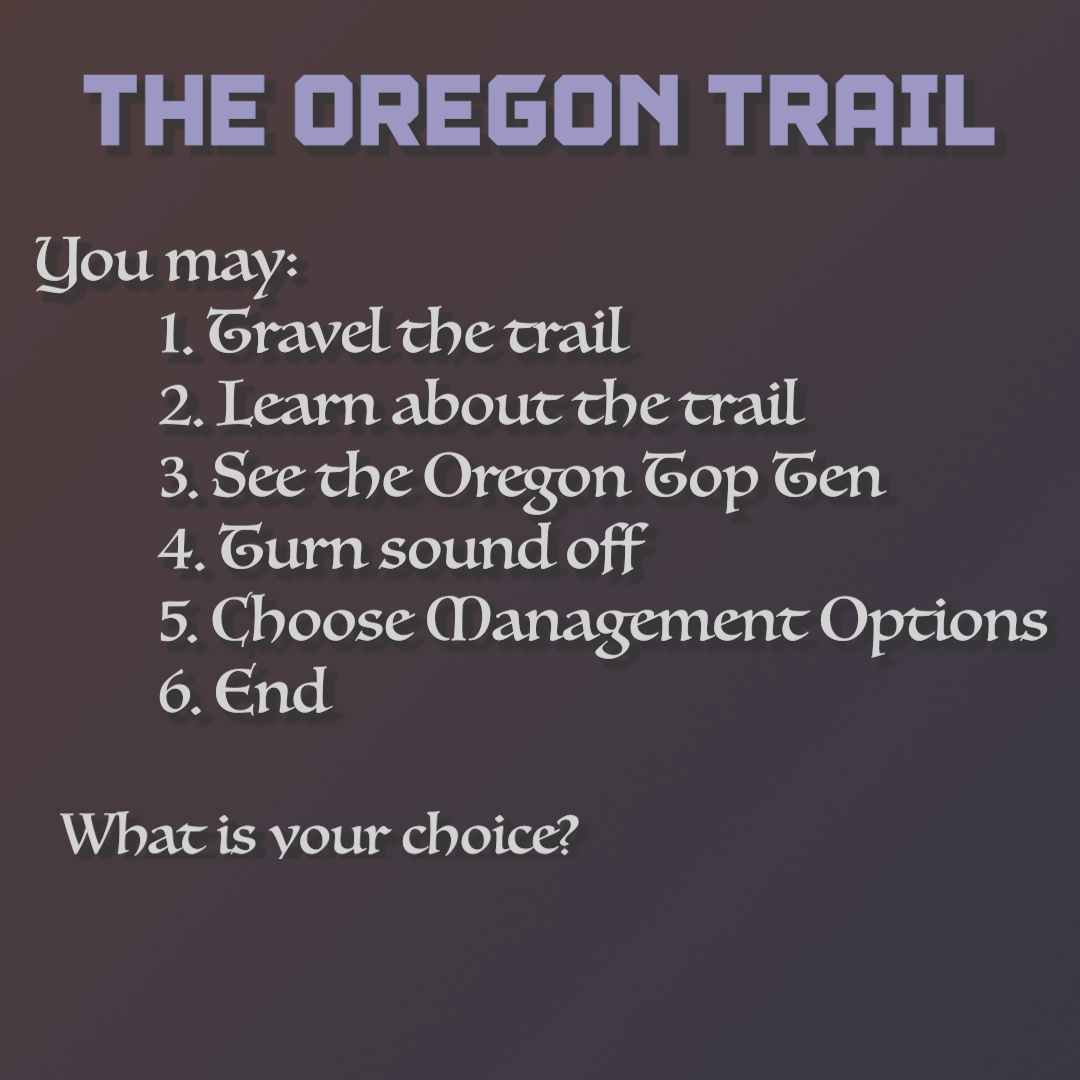 THE OREGON TRAIL
You may:
1. Travel the trail
2. Learn about the trail
3. See the Oregon Top Ten
4. Turn sound off
5. Choose Management Options
6. End
What is your choice?